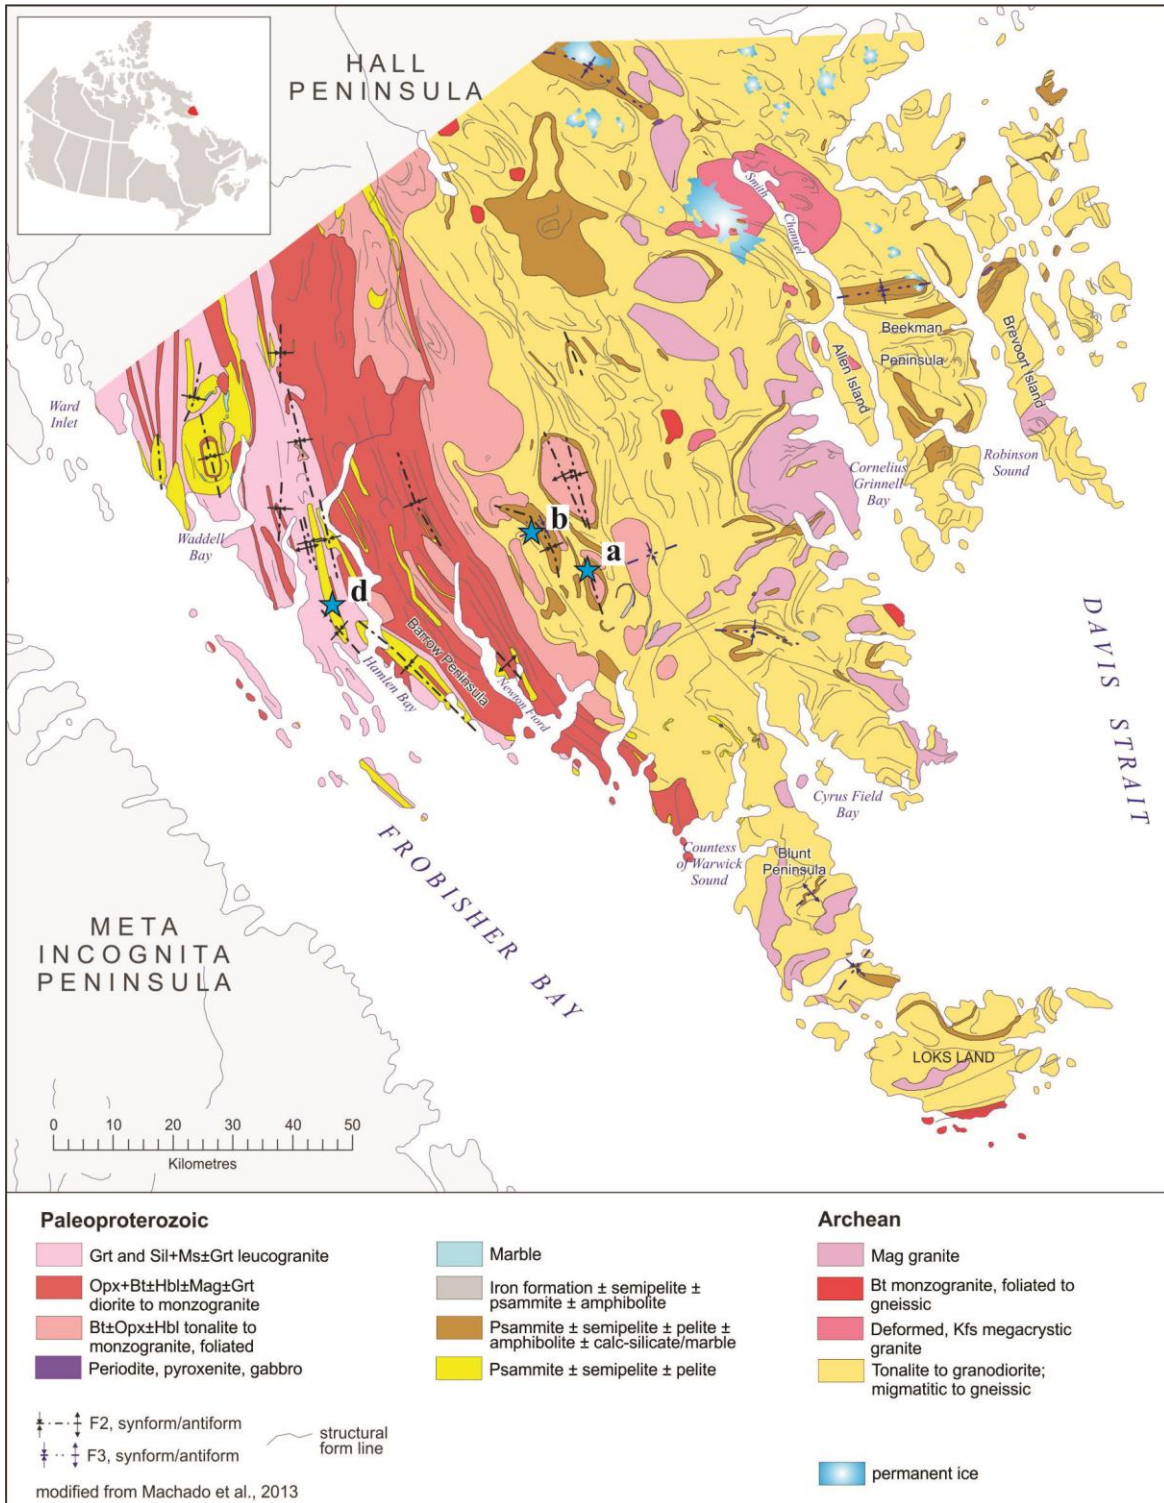 HALL
PENINSULA
Smith
Channel
Beekman
Peninsula
Brevoort Island
Allen Island
Ward
Inlet
Cornelius
Grinnell
Bay
Robinson
Sound
Waddell
Bay
b
a
d
Barrow Peninsula
Hamlen Bay
Newton Fiord
DAVIS STRAIT
Cyrus Field
Bay
Countess
of Warwick
Sound
Blunt
Peninsula
FROBISHER BAY
META
INCOGNITA
PENINSULA
LOKS LAND
0 10 20 30 40 50
Kilometres
Paleoproterozoic
Grt and Sil+Ms±Grt leucogranite
Opx+Bt±Hbl±Mag±Grt
diorite to monzogranite
Bt±Opx±Hbl tonalite to
monzogranite, foliated
Periodite, pyroxenite, gabbro
Marble
Iron formation ± semipelite ±
psammite ± amphibolite
Psammite ± semipelite ± pelite ±
amphibolite ± calc-silicate/marble
Psammite ± semipelite ± pelite
Archean
Mag granite
Bt monzogranite, foliated to
gneissic
Deformed, Kfs megacrystic
granite
Tonalite to granodiorite;
migmatitic to gneissic
F2, synform/antiform
F3, synform/antiform
structural
form line
permanent ice
modified from Machado et al., 2013